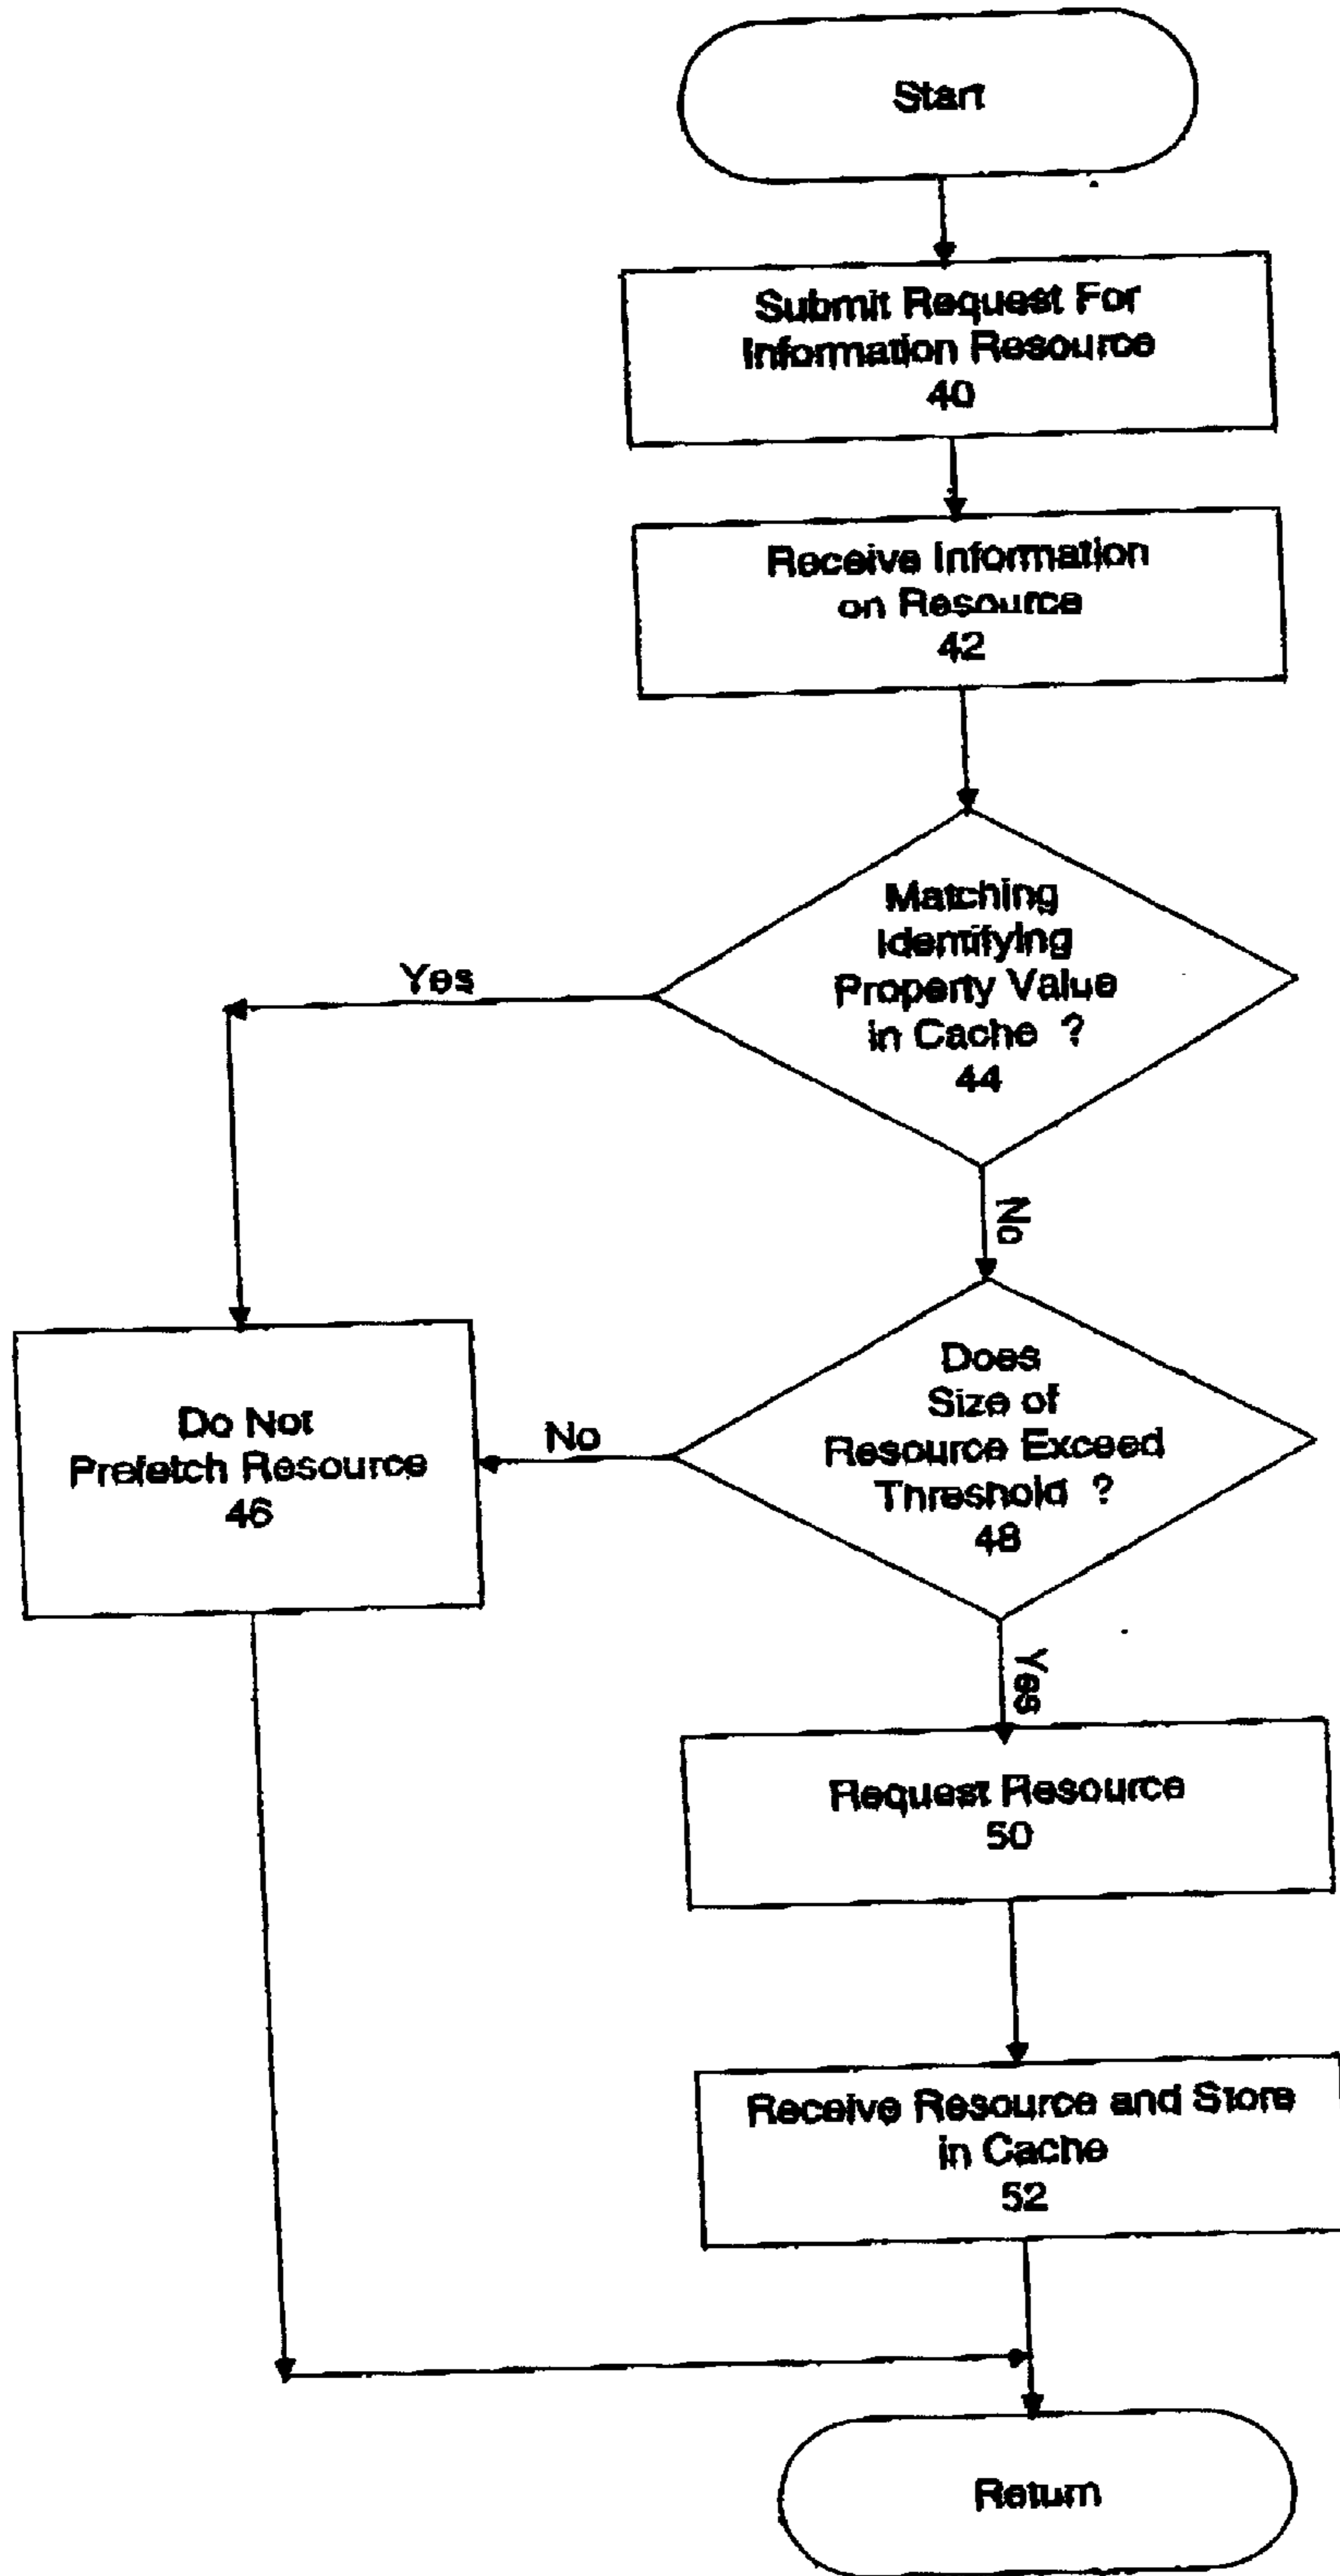 Start
Submit Request For
Information Resource
40
Receive Information
on Resource
42
Matching
Identifying
Property Value
in Cache ?
44
Yes
No
Does
Size of
Resource Exceed
Threshold ?
48
No
Do Not
Prefetch Resource
46
Yes
Request Resource
50
Receive Resource and Store
in Cache
52
Return